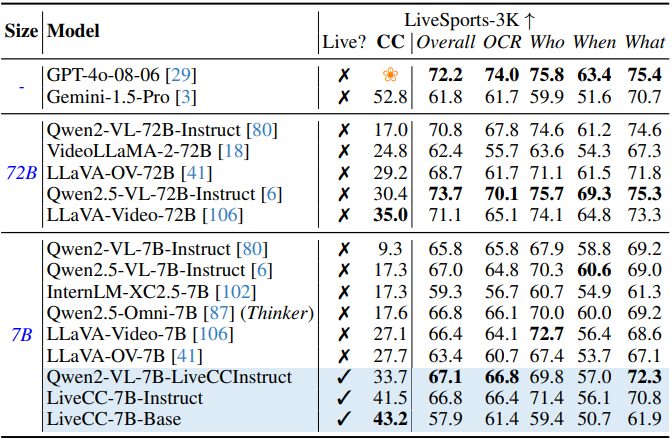 Size Model Live? CC LiveSports-3K ↑
Overall OCR Who When What
- GPT-4o-08-06 [29] ✗ ❀ 72.2 74.0 75.8 63.4 75.4
Gemini-1.5-Pro [3] ✗ 52.8 61.8 61.7 59.9 51.6 70.7
72B Qwen2-VL-72B-Instruct [80] ✗ 17.0 70.8 67.8 74.6 61.2 74.6
VideoLLaMA-2-72B [18] ✗ 24.8 62.4 55.7 63.6 54.3 67.3
LLaVA-OV-72B [41] ✗ 29.2 68.7 61.7 71.1 61.5 71.8
Qwen2.5-VL-72B-Instruct [6] ✗ 30.4 73.7 70.1 75.7 69.3 75.3
LLaVA-Video-72B [106] ✗ 35.0 71.1 65.1 74.1 64.8 73.3
7B Qwen2-VL-7B-Instruct [80] ✗ 9.3 65.8 65.8 67.9 58.8 69.2
Qwen2.5-VL-7B-Instruct [6] ✗ 17.3 67.0 64.8 70.3 60.6 69.0
InternLM-XC2.5-7B [102] ✗ 17.3 59.3 56.7 60.7 54.9 61.3
Qwen2.5-Omni-7B [87] (Thinker) ✗ 17.6 66.8 66.1 70.0 60.0 69.2
LLaVA-Video-7B [106] ✗ 27.1 66.4 64.1 72.7 56.4 68.6
LLaVA-OV-7B [41] ✗ 27.7 63.4 60.7 67.4 53.7 67.1
Qwen2-VL-7B-LiveCCInstruct ✓ 33.7 67.1 66.8 69.8 57.0 72.3
LiveCC-7B-Instruct ✓ 41.5 66.8 66.4 71.4 56.1 70.8
LiveCC-7B-Base ✓ 43.2 57.9 61.4 59.4 50.7 61.9